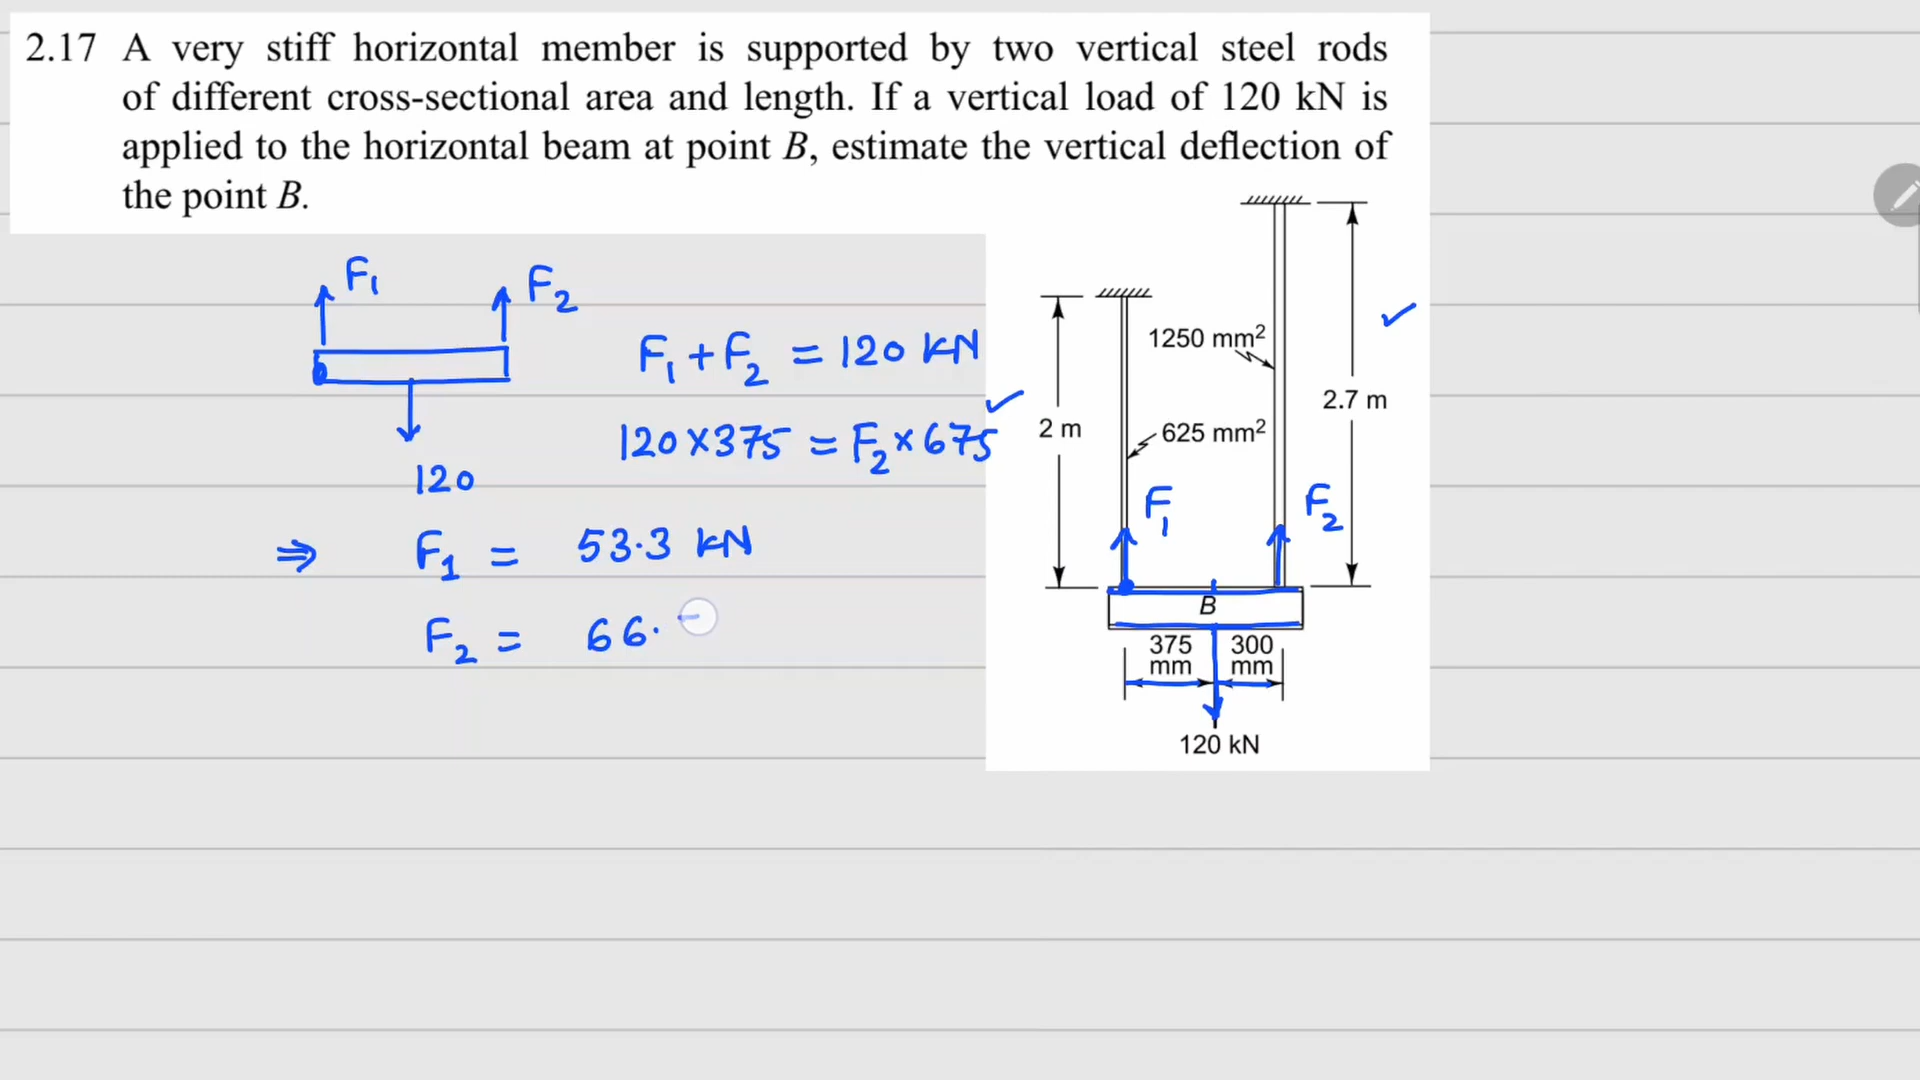 2.17 A very stiff horizontal member is supported by two vertical steel rods
of different cross-sectional area and length. If a vertical load of 120 kN is
applied to the horizontal beam at point B, estimate the vertical deflection of
the point B.
F₁
F₂
120
F₁ + F₂ = 120 kN
120 × 375 = F₂ × 675
⇒ F₁ = 53.3 kN
F₂ = 66.
1250 mm²
2.7 m
2 m
625 mm²
F₁
F₂
B
375
mm
300
mm
120 kN